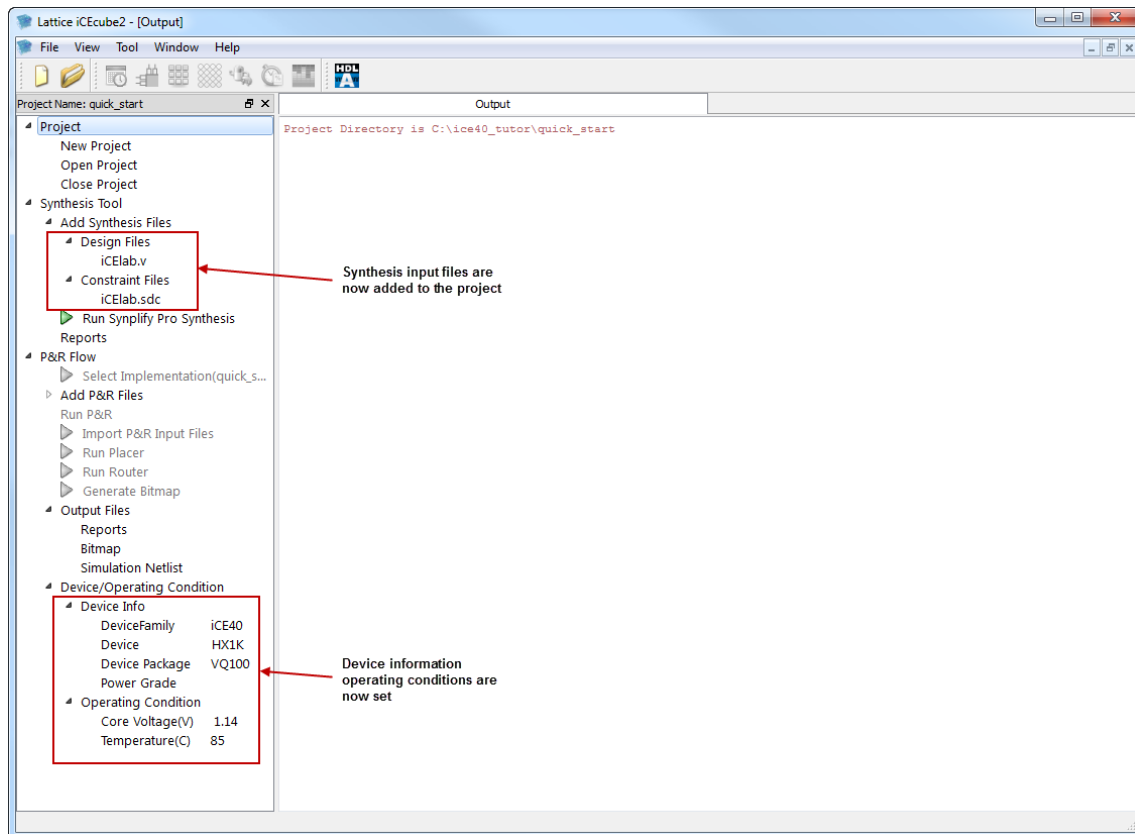 Lattice iCEcube2 - [Output]
File View Tool Window Help
HDL
A
Project Name: quick_start
Output
Project
New Project
Open Project
Close Project
Synthesis Tool
Add Synthesis Files
Design Files
iCElab.v
Constraint Files
iCElab.sdc
Run Synplify Pro Synthesis
Reports
P&R Flow
Select Implementation(quick_s...
Add P&R Files
Run P&R
Import P&R Input Files
Run Placer
Run Router
Generate Bitmap
Output Files
Reports
Bitmap
Simulation Netlist
Device/Operating Condition
Device Info
DeviceFamily iCE40
Device HX1K
Device Package VQ100
Power Grade
Operating Condition
Core Voltage(V) 1.14
Temperature(C) 85
Project Directory is C:\ice40_tutor\quick_start
Synthesis input files are
now added to the project
Device information
operating conditions are
now set